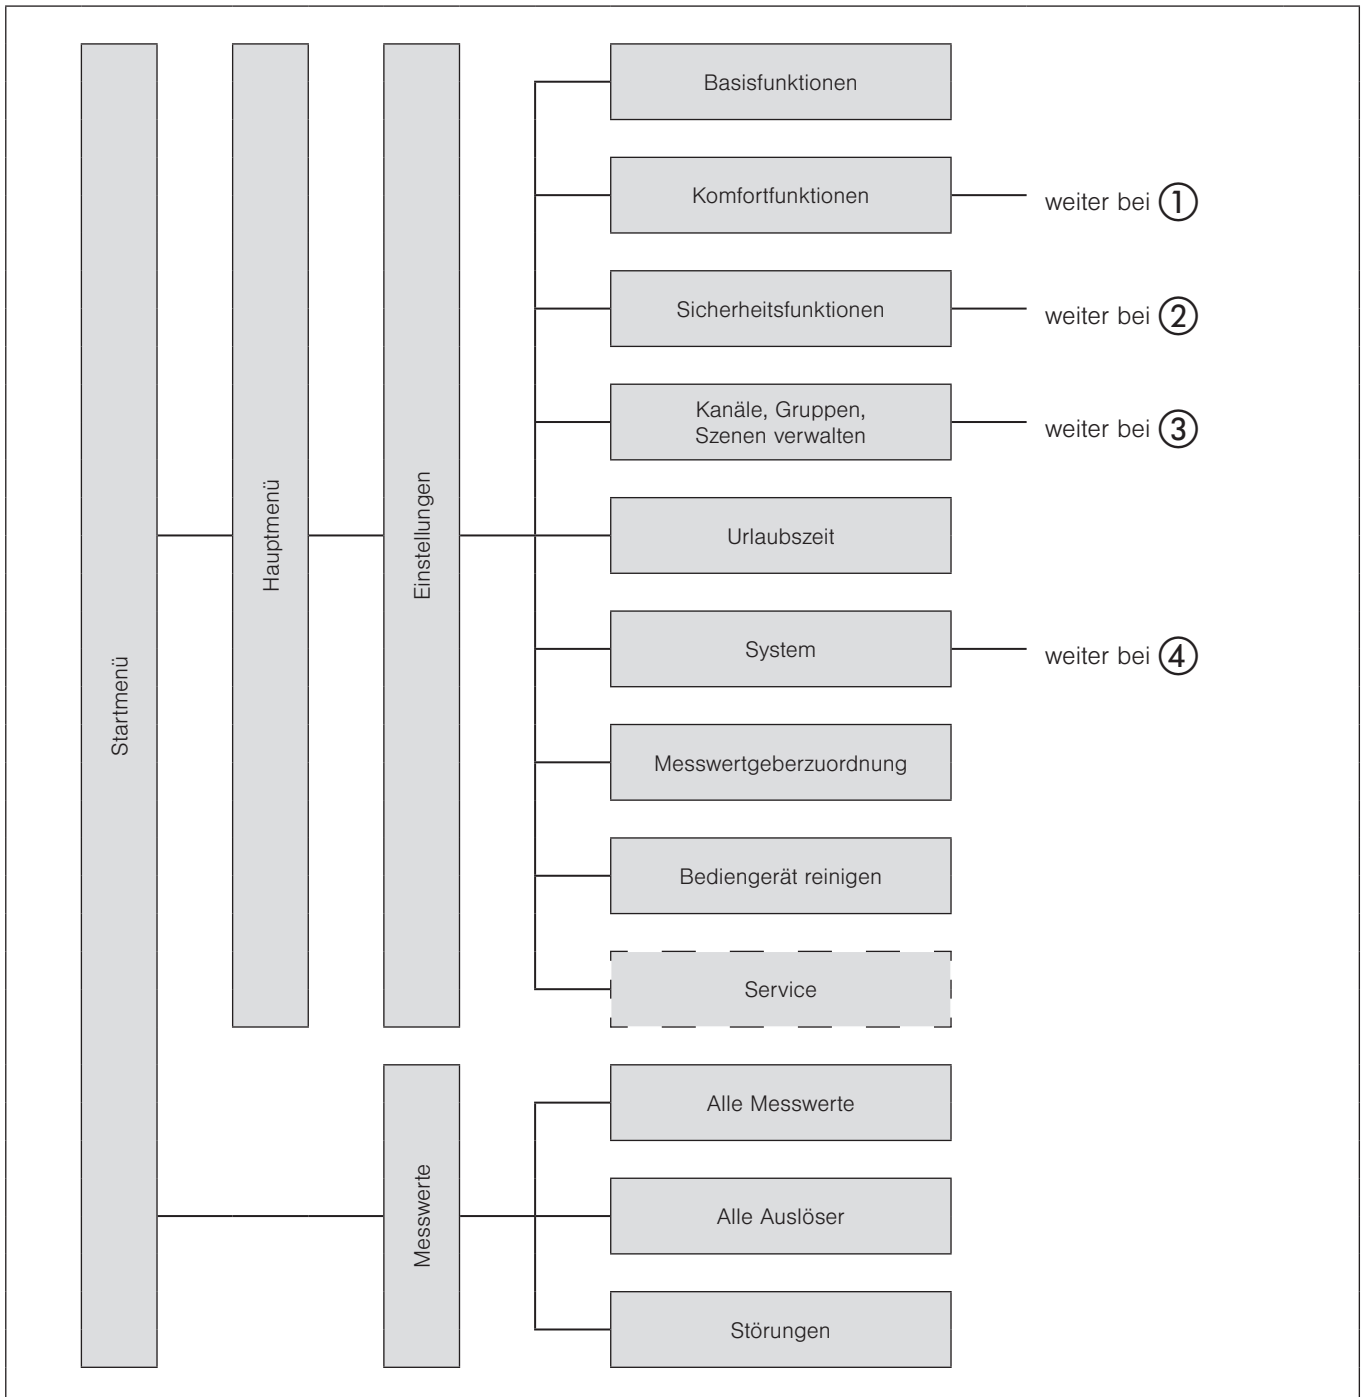 Startmenü
Hauptmenü
Einstellungen
Basisfunktionen
Komfortfunktionen
weiter bei 1
Sicherheitsfunktionen
weiter bei 2
Kanäle, Gruppen,
Szenen verwalten
weiter bei 3
Urlaubszeit
System
weiter bei 4
Messwertgeberzuordnung
Bediengerät reinigen
Service
Messwerte
Alle Messwerte
Alle Auslöser
Störungen